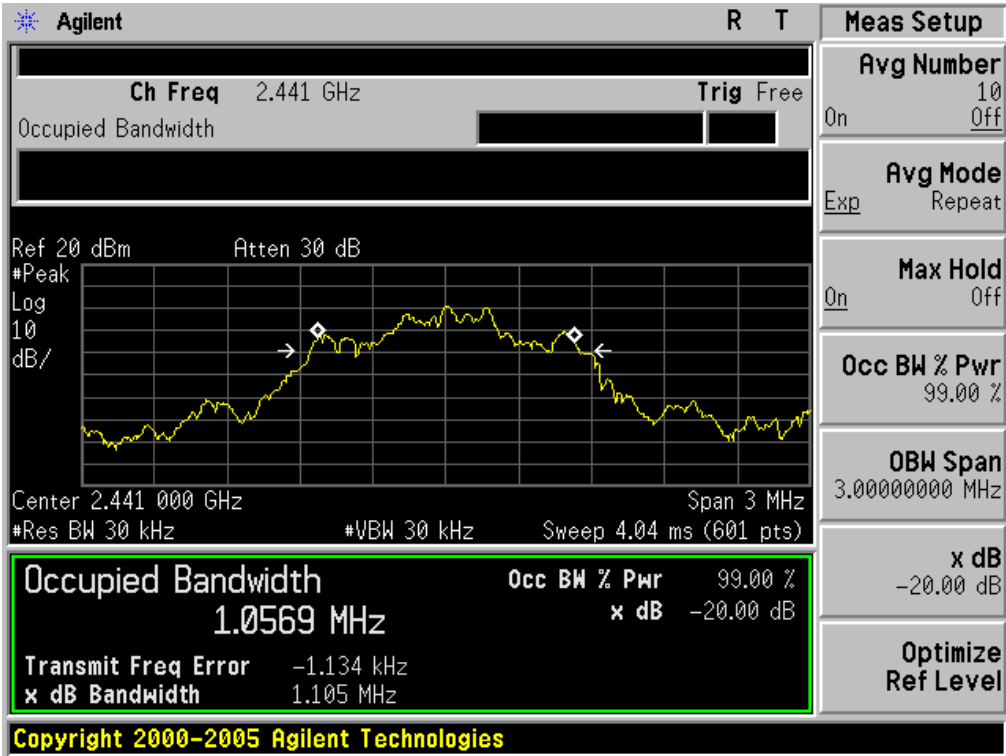 Agilent R T
Ch Freq 2.441 GHz Trig Free
Occupied Bandwidth
Ref 20 dBm Atten 30 dB
#Peak
Log
10
dB/
Center 2.441 000 GHz Span 3 MHz
#Res BW 30 kHz #VBW 30 kHz Sweep 4.04 ms (601 pts)
Occupied Bandwidth
1.0569 MHz
Occ BW % Pwr 99.00 %
x dB -20.00 dB
Transmit Freq Error -1.134 kHz
x dB Bandwidth 1.105 MHz
Copyright 2000-2005 Agilent Technologies
Meas Setup
Avg Number
10
On Off
Avg Mode
Exp Repeat
Max Hold
On Off
Occ BW % Pwr
99.00 %
OBW Span
3.00000000 MHz
x dB
-20.00 dB
Optimize
Ref Level